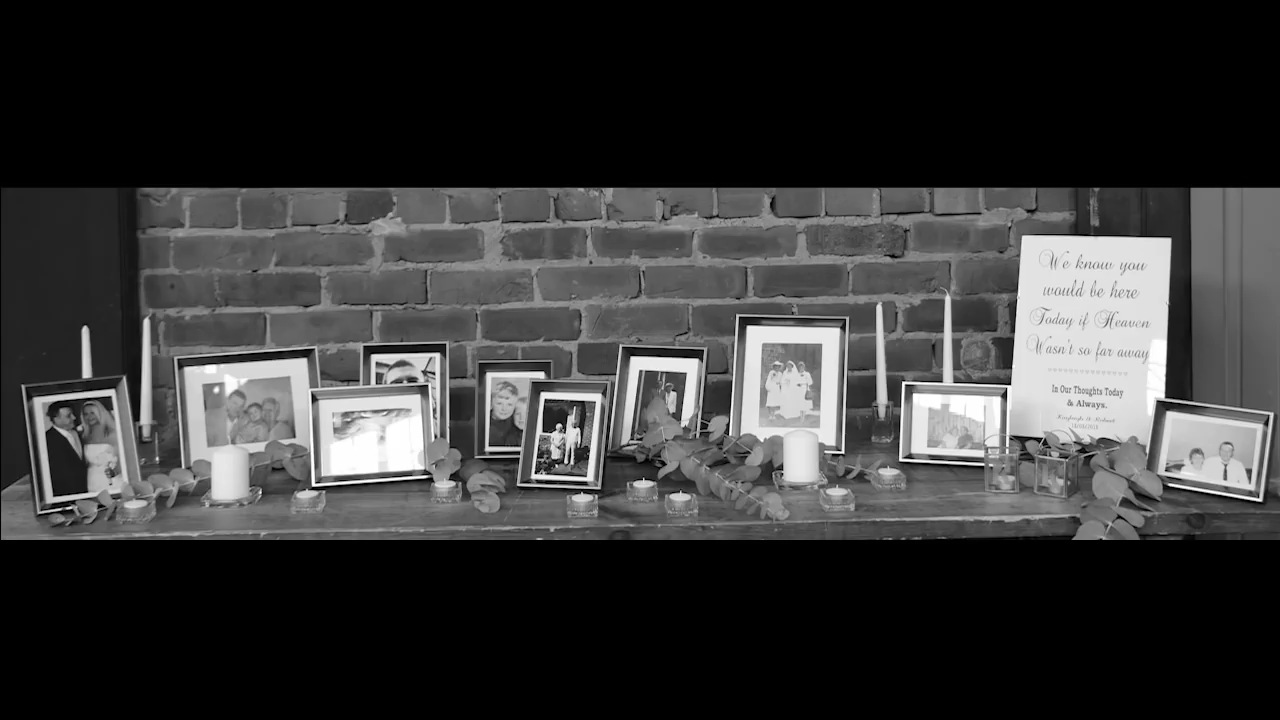 We know you
would be here
Today if Heaven
Wasn't so far away
In Our Thoughts Today
& Always.